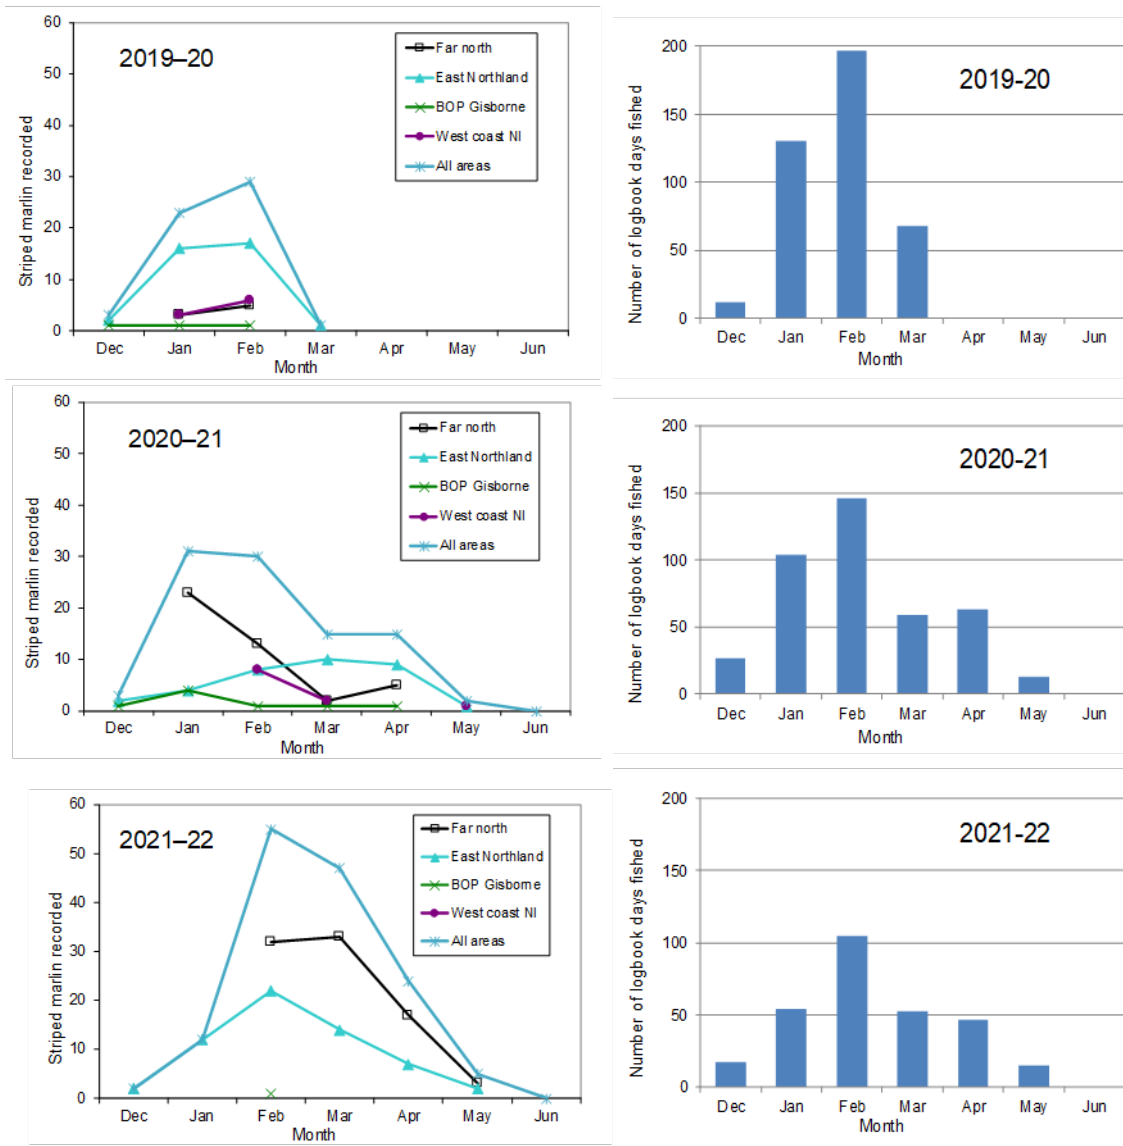 60
50
40
30
20
10
0
Striped marlin recorded
2019–20
Far north
East Northland
BOP Gisborne
West coast NI
All areas
Dec Jan Feb Mar Apr May Jun
Month
200
150
100
50
0
Number of logbook days fished
2019-20
Dec Jan Feb Mar Apr May Jun
Month
60
50
40
30
20
10
0
Striped marlin recorded
2020–21
Far north
East Northland
BOP Gisborne
West coast NI
All areas
Dec Jan Feb Mar Apr May Jun
Month
200
150
100
50
0
Number of logbook days fished
2020-21
Dec Jan Feb Mar Apr May Jun
Month
60
50
40
30
20
10
0
Striped marlin recorded
2021–22
Far north
East Northland
BOP Gisborne
West coast NI
All areas
Dec Jan Feb Mar Apr May Jun
Month
200
150
100
50
0
Number of logbook days fished
2021-22
Dec Jan Feb Mar Apr May Jun
Month